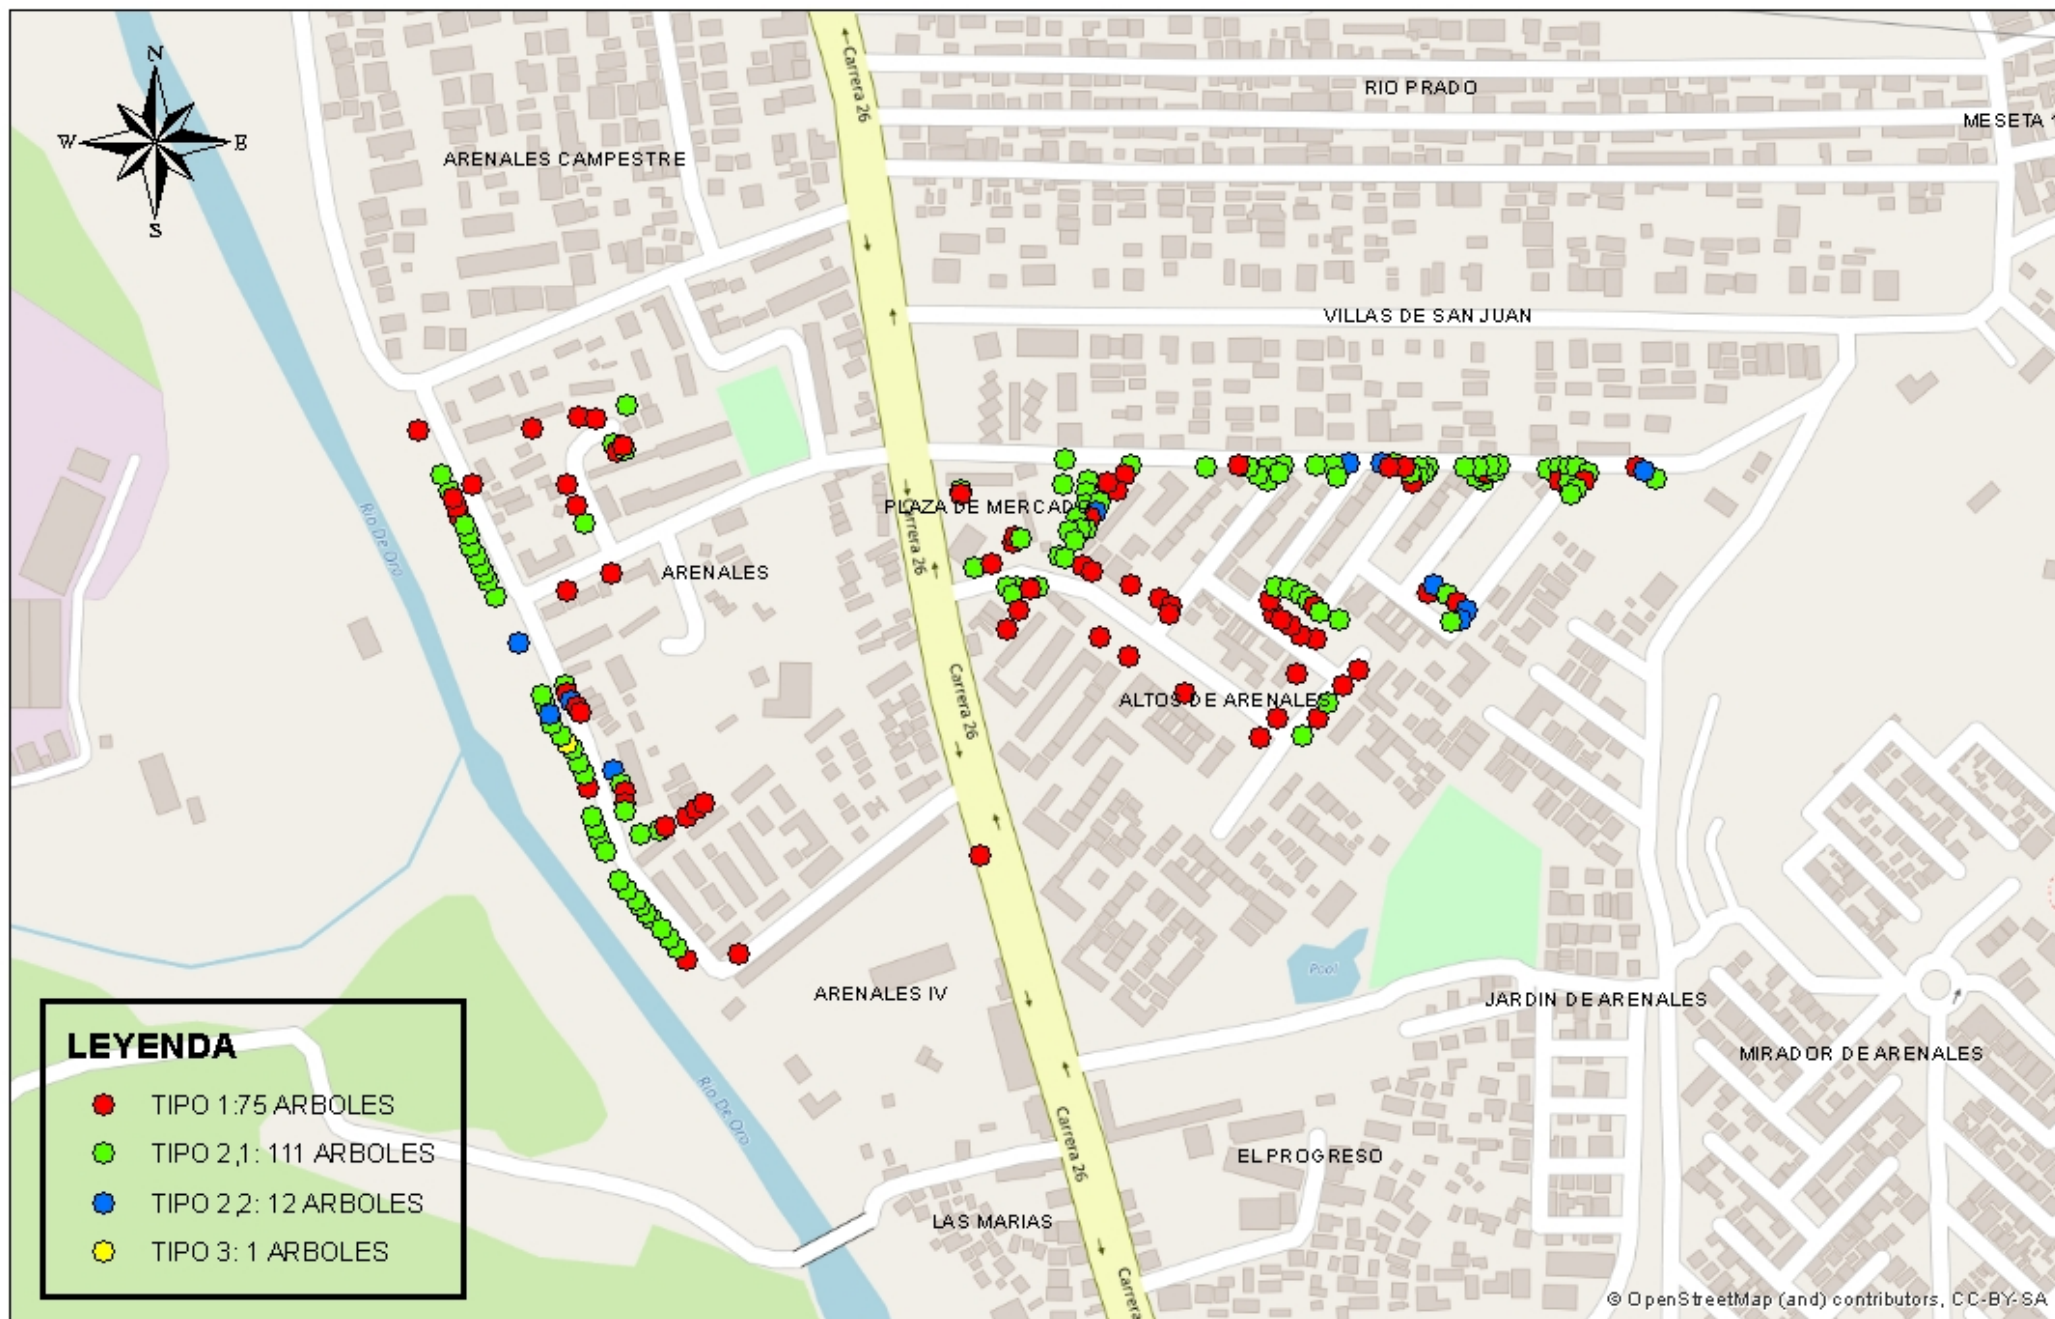 N
W E
S
Carrera 26
RIO PRADO
MESETA 1
ARENALES CAMPESTRE
VILLAS DE SAN JUAN
PLAZA DE MERCADO
Rio De Oro
Carrera 26
ARENALES
Carrera 26
ALTOS DE ARENALES
Pool
ARENALES IV
JARDIN DE ARENALES
MIRADOR DE ARENALES
Rio De Oro
Carrera 26
EL PROGRESO
LAS MARIAS
Carrera
LEYENDA
TIPO 1:75 ARBOLES
TIPO 2,1: 111 ARBOLES
TIPO 2,2: 12 ARBOLES
TIPO 3: 1 ARBOLES
© OpenStreetMap (and) contributors, CC-BY-SA